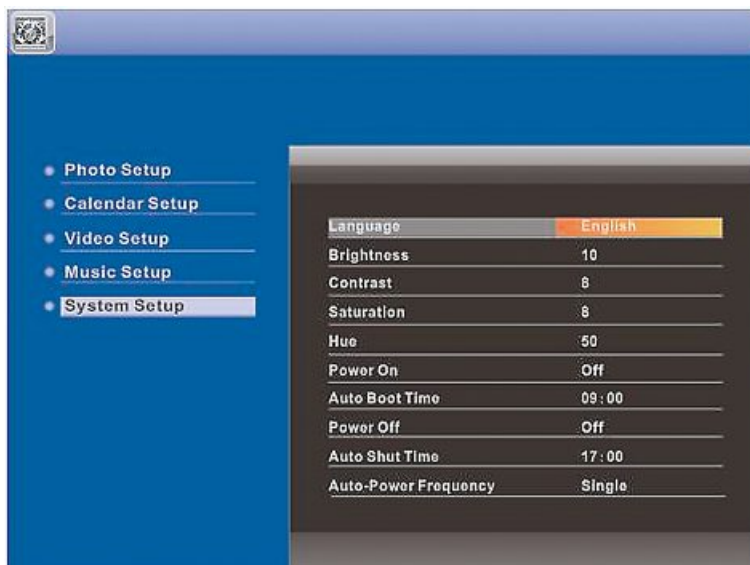 Photo Setup
Calendar Setup
Video Setup
Music Setup
System Setup
Language English
Brightness 10
Contrast 8
Saturation 8
Hue 50
Power On Off
Auto Boot Time 09:00
Power Off Off
Auto Shut Time 17:00
Auto-Power Frequency Single